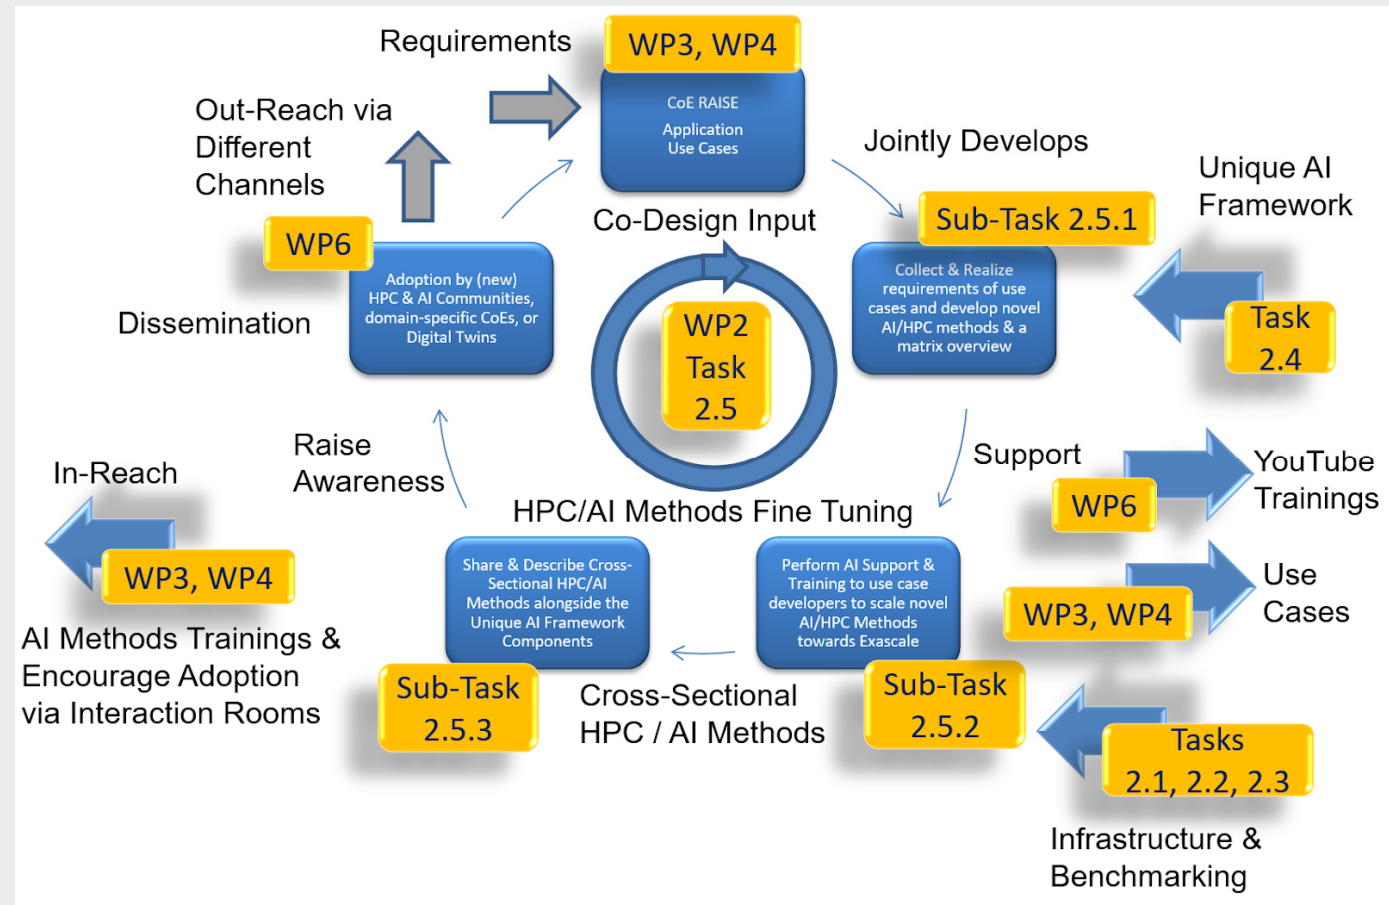 Requirements
WP3, WP4
CoE RAISE
Application
Use Cases
Out-Reach via
Different
Channels
Jointly Develops
Unique AI
Framework
Sub-Task 2.5.1
Collect & Realize
requirements of use
cases and develop novel
AI/HPC methods & a
matrix overview
Task
2.4
Co-Design Input
WP2
Task
2.5
WP6
Adoption by (new)
HPC & AI Communities,
domain-specific CoEs, or
Digital Twins
Dissemination
Raise
Awareness
Support
WP6
YouTube
Trainings
In-Reach
WP3, WP4
AI Methods Trainings &
Encourage Adoption
via Interaction Rooms
HPC/AI Methods Fine Tuning
Share & Describe Cross-
Sectional HPC/AI
Methods alongside the
Unique AI Framework
Components
Sub-Task
2.5.3
Perform AI Support &
Training to use case
developers to scale novel
AI/HPC Methods
towards Exascale
Sub-Task
2.5.2
WP3, WP4
Use
Cases
Cross-Sectional
HPC / AI Methods
Tasks
2.1, 2.2, 2.3
Infrastructure &
Benchmarking